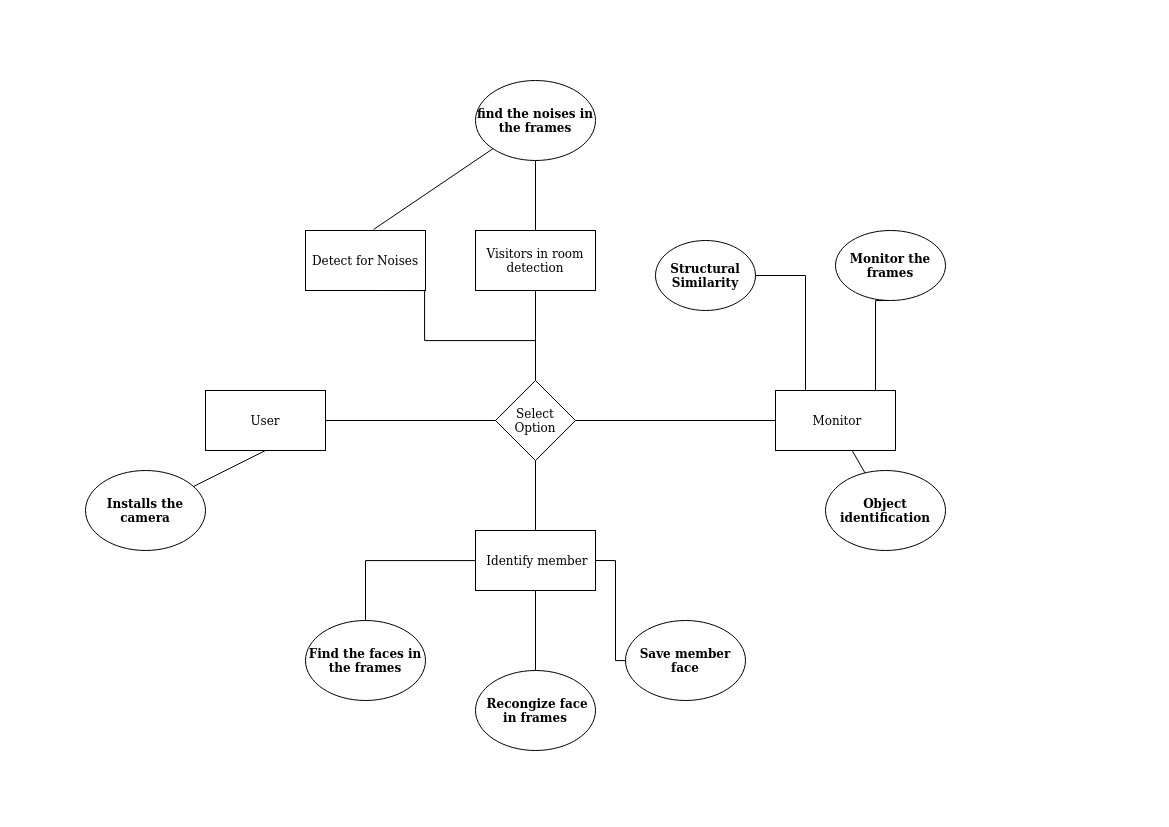 find the noises in
the frames
Detect for Noises
Visitors in room
detection
Structural
Similarity
Monitor the
frames
User
Select
Option
Monitor
Installs the
camera
Object
identification
Identify member
Find the faces in
the frames
Recongize face
in frames
Save member
face